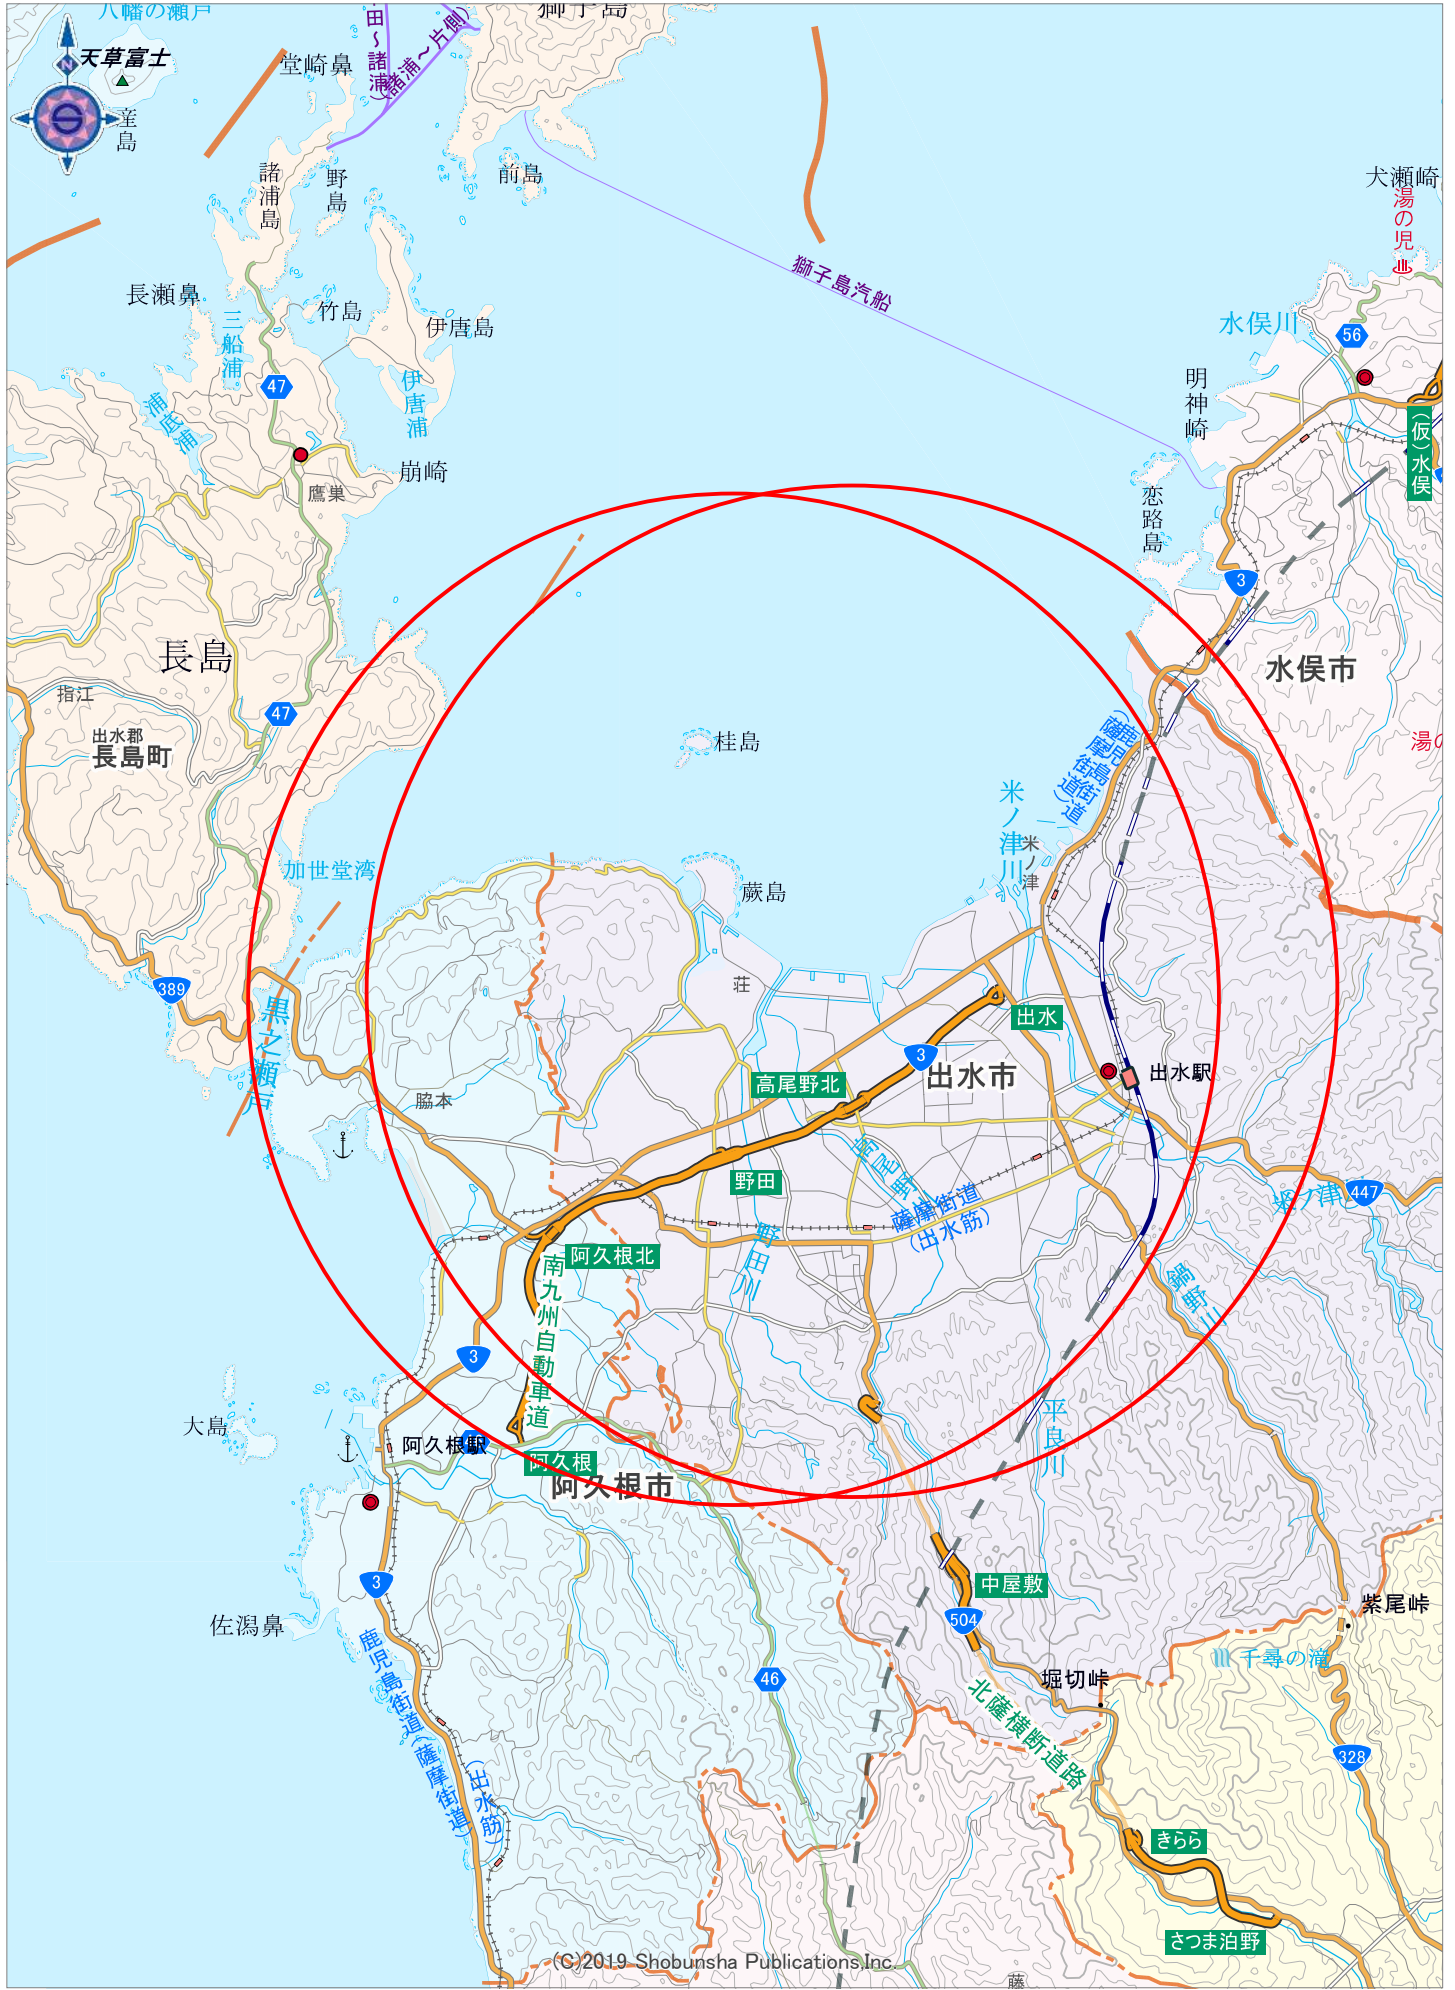 八幡の瀬戸
獅子島
田～諸浦)
(諸浦～片側)
天草富士
N
S
産島
堂崎鼻
諸浦島
野島
前島
犬瀬崎
湯の児
長瀬鼻
三船浦
竹島
伊唐島
伊唐浦
獅子島汽船
水俣川
56
明神崎
(仮)水俣
47
浦底浦
崩崎
鷹巣
恋路島
3
長島
水俣市
指江
47
出水郡
長島町
桂島
鹿児島街道
(薩摩街道)
米ノ津川
米ノ津
加世堂湾
蕨島
389
黒之瀬戸
荘
出水
3
出水市
高尾野北
出水駅
脇本
野田
高尾野
薩摩街道
(出水筋)
米ノ津
447
野田川
阿久根北
南九州自動車道
鍋野川
3
大島
阿久根駅
阿久根
阿久根市
平良川
3
佐潟鼻
中屋敷
504
紫尾峠
千尋の滝
鹿児島街道(薩摩街道)
(出水筋)
46
堀切峠
北薩横断道路
328
きらら
さつま泊野
(C)2019 Shobunsha Publications,Inc.
藤